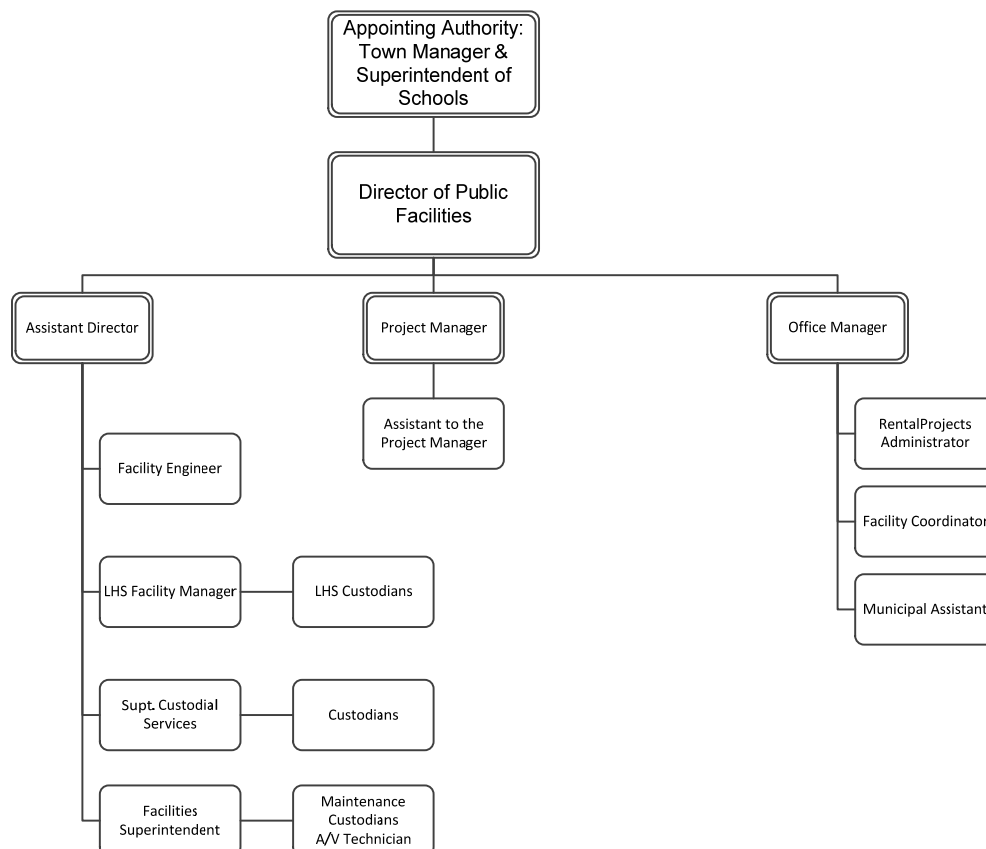 Appointing Authority:
Town Manager &
Superintendent of
Schools
Director of Public
Facilities
Assistant Director
Project Manager
Office Manager
Assistant to the
Project Manager
RentalProjects
Administrator
Facility Engineer
Facility Coordinator
LHS Facility Manager
LHS Custodians
Municipal Assistant
Supt. Custodial
Services
Custodians
Facilities
Superintendent
Maintenance
Custodians
A/V Technician